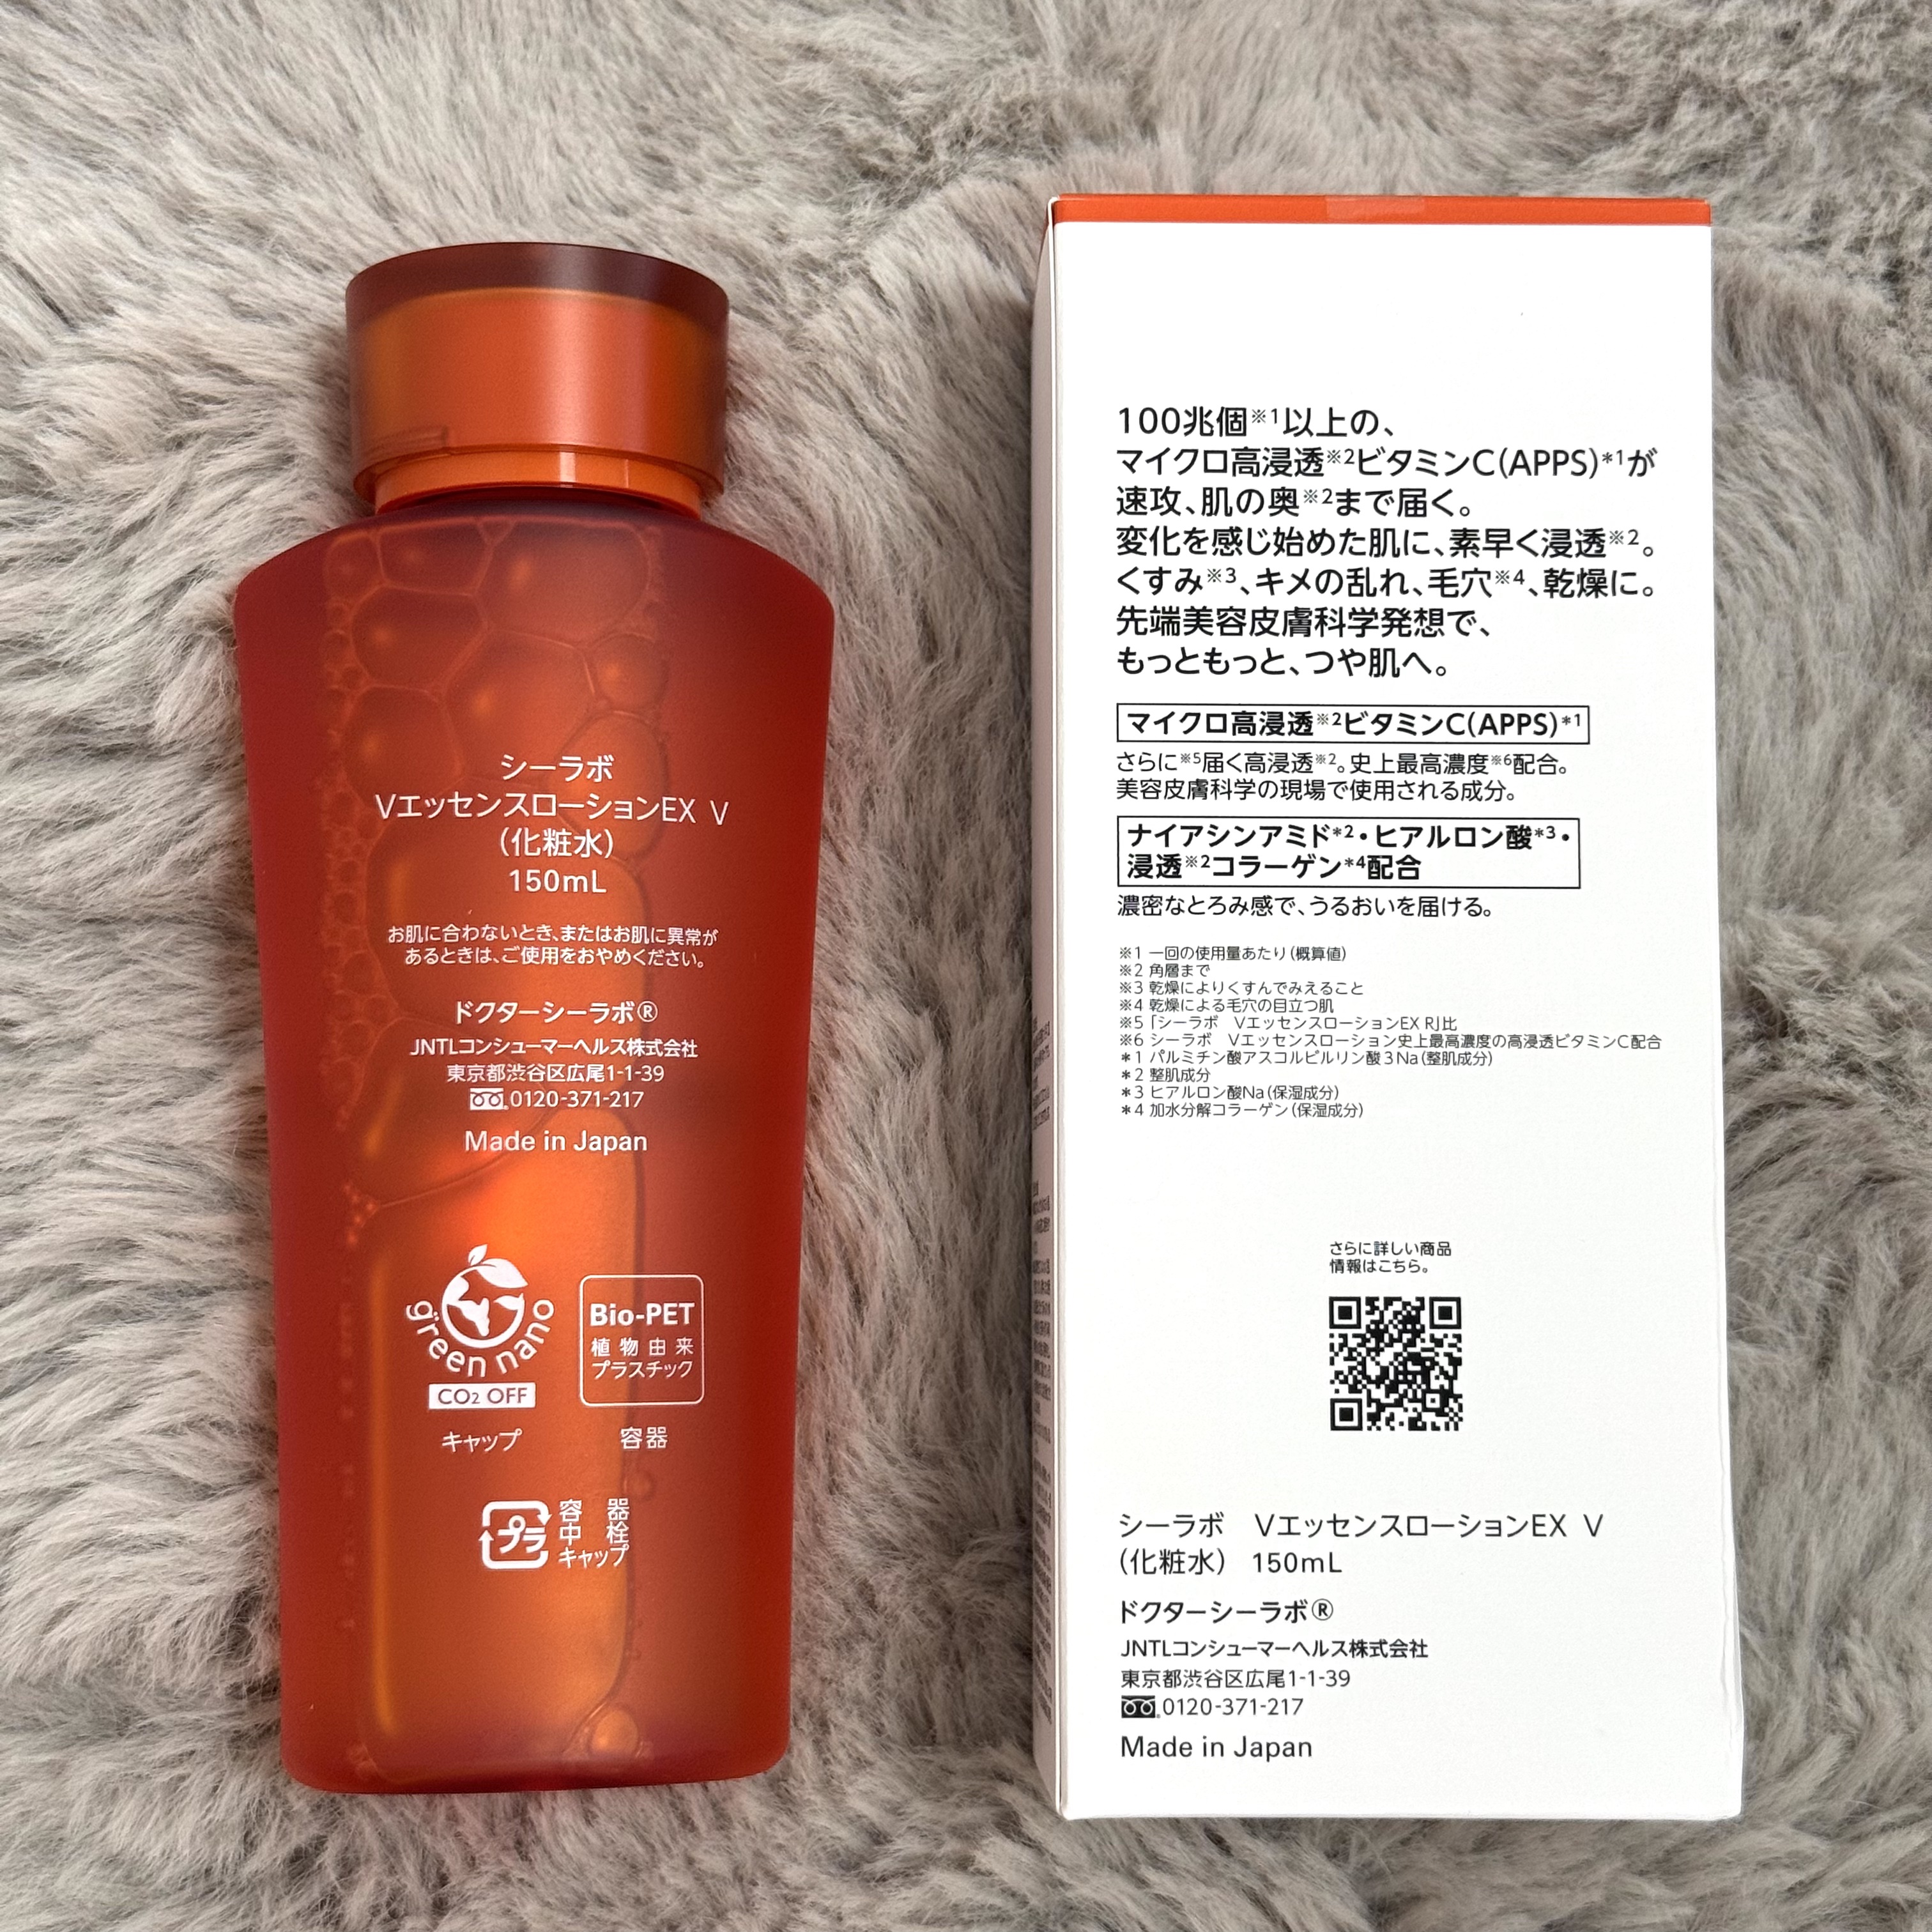 シーラボ
VエッセンスローションEX V
(化粧水)
150mL
お肌に合わないとき、またはお肌に異常が
あるときは、ご使用をおやめください。
ドクターシーラボ®
JNTLコンシューマーヘルス株式会社
東京都渋谷区広尾1-1-39
0120-371-217
Made in Japan
green nano
CO2 OFF
キャップ
Bio-PET
植物由来
プラスチック
容器
プラ
容器
中栓
キャップ
100兆個※1以上の、
マイクロ高浸透※2ビタミンC(APPS)*1が
速攻、肌の奥※2まで届く。
変化を感じ始めた肌に、素早く浸透※2。
くすみ※3、キメの乱れ、毛穴※4、乾燥に。
先端美容皮膚科学発想で、
もっともっと、つや肌へ。
マイクロ高浸透※2ビタミンC(APPS)*1
さらに※5届く高浸透※2。史上最高濃度※6配合。
美容皮膚科学の現場で使用される成分。
ナイアシンアミド*2・ヒアルロン酸*3・
浸透※2コラーゲン*4配合
濃密なとろみ感で、うるおいを届ける。
※1 一回の使用量あたり(概算値)
※2 角層まで
※3 乾燥によりくすんでみえること
※4 乾燥による毛穴の目立つ肌
※5「シーラボ VエッセンスローションEX R」比
※6 シーラボ Vエッセンスローション史上最高濃度の高浸透ビタミンC配合
*1 パルミチン酸アスコルビルリン酸3Na(整肌成分)
*2 整肌成分
*3 ヒアルロン酸Na(保湿成分)
*4 加水分解コラーゲン(保湿成分)
さらに詳しい商品
情報はこちら。
シーラボ VエッセンスローションEX V
(化粧水) 150mL
ドクターシーラボ®
JNTLコンシューマーヘルス株式会社
東京都渋谷区広尾1-1-39
0120-371-217
Made in Japan